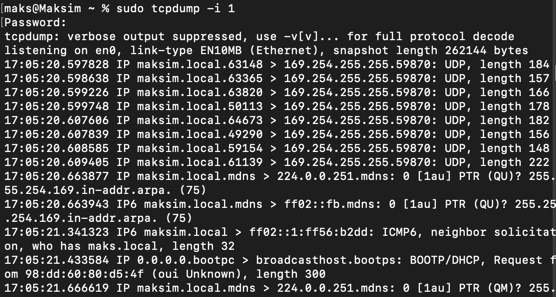 [maks@Maksim ~ % sudo tcpdump -i 1
[Password:
tcpdump: verbose output suppressed, use -v[v]... for full protocol decode
listening on en0, link-type EN10MB (Ethernet), snapshot length 262144 bytes
17:05:20.597828 IP maksim.local.63148 > 169.254.255.255.59870: UDP, length 184
17:05:20.598638 IP maksim.local.63365 > 169.254.255.255.59870: UDP, length 157
17:05:20.599226 IP maksim.local.63820 > 169.254.255.255.59870: UDP, length 166
17:05:20.599748 IP maksim.local.50113 > 169.254.255.255.59870: UDP, length 178
17:05:20.607606 IP maksim.local.64673 > 169.254.255.255.59870: UDP, length 182
17:05:20.607839 IP maksim.local.49290 > 169.254.255.255.59870: UDP, length 156
17:05:20.608585 IP maksim.local.59154 > 169.254.255.255.59870: UDP, length 148
17:05:20.609405 IP maksim.local.61139 > 169.254.255.255.59870: UDP, length 222
17:05:20.663877 IP maksim.local.mdns > 224.0.0.251.mdns: 0 [1au] PTR (QU)? 255.
55.254.169.in-addr.arpa. (75)
17:05:20.663943 IP6 maksim.local.mdns > ff02::fb.mdns: 0 [1au] PTR (QU)? 255.25
.254.169.in-addr.arpa. (75)
17:05:21.341323 IP6 maksim.local > ff02::1:ff56:b2dd: ICMP6, neighbor solicitat
on, who has maks.local, length 32
17:05:21.433584 IP 0.0.0.0.bootpc > broadcasthost.bootps: BOOTP/DHCP, Request f
om 98:dd:60:80:d5:4f (oui Unknown), length 300
17:05:21.666619 IP maksim.local.mdns > 224.0.0.251.mdns: 0 [1au] PTR (QM)? 255.